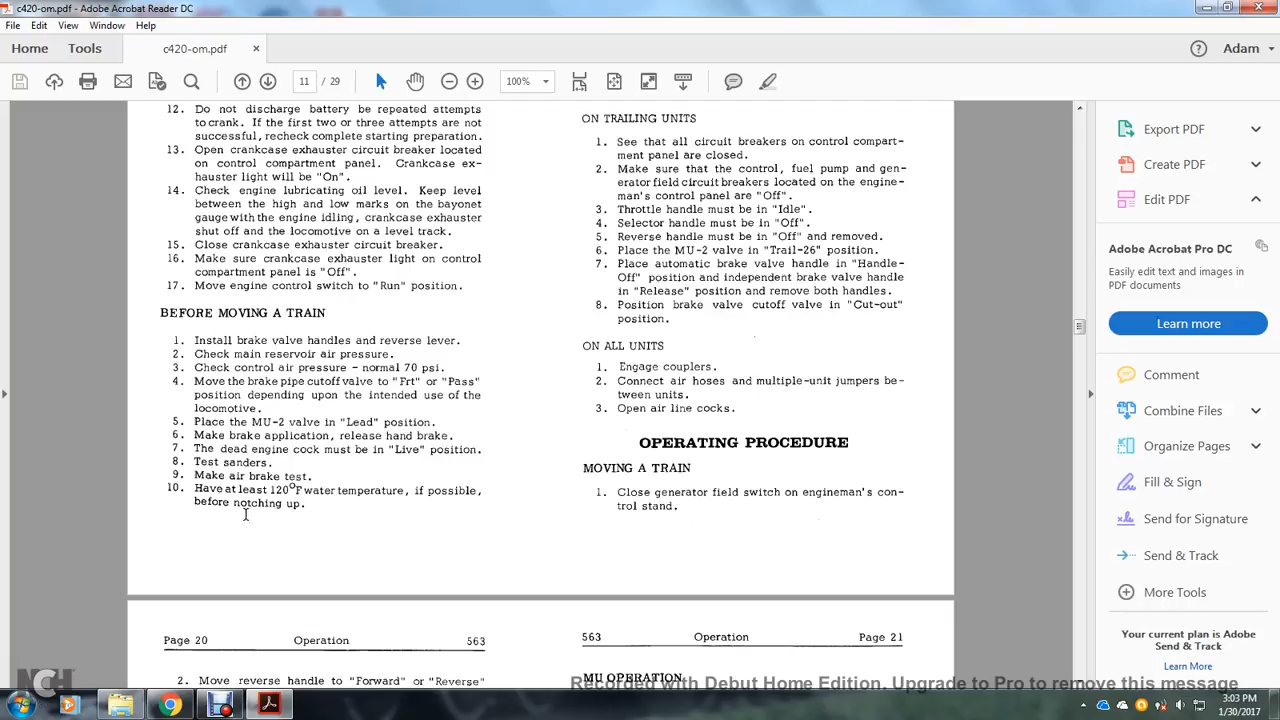 c420-om.pdf - Adobe Acrobat Reader DC
File Edit View Window Help
Home Tools c420-om.pdf × Adam
11 / 29 100%
12. Do not discharge battery be repeated attempts
to crank. If the first two or three attempts are not
successful, recheck complete starting preparation.
13. Open crankcase exhauster circuit breaker located
on control compartment panel. Crankcase ex-
hauster light will be "On".
14. Check engine lubricating oil level. Keep level
between the high and low marks on the bayonet
gauge with the engine idling, crankcase exhauster
shut off and the locomotive on a level track.
15. Close crankcase exhauster circuit breaker.
16. Make sure crankcase exhauster light on control
compartment panel is "Off".
17. Move engine control switch to "Run" position.
BEFORE MOVING A TRAIN
1. Install brake valve handles and reverse lever.
2. Check main reservoir air pressure.
3. Check control air pressure - normal 70 psi.
4. Move the brake pipe cutoff valve to "Frt" or "Pass"
position depending upon the intended use of the
locomotive.
5. Place the MU-2 valve in "Lead" position.
6. Make brake application, release hand brake.
7. The dead engine cock must be in "Live" position.
8. Test sanders.
9. Make air brake test.
10. Have at least 120°F water temperature, if possible,
before notching up.
ON TRAILING UNITS
1. See that all circuit breakers on control compart-
ment panel are closed.
2. Make sure that the control, fuel pump and gen-
erator field circuit breakers located on the engine-
man's control panel are "Off".
3. Throttle handle must be in "Idle".
4. Selector handle must be in "Off".
5. Reverse handle must be in "Off" and removed.
6. Place the MU-2 valve in "Trail-26" position.
7. Place automatic brake valve handle in "Handle-
Off" position and independent brake valve handle
in "Release" position and remove both handles.
8. Position brake valve cutoff valve in "Cut-out"
position.
ON ALL UNITS
1. Engage couplers.
2. Connect air hoses and multiple-unit jumpers be-
tween units.
3. Open air line cocks.
OPERATING PROCEDURE
MOVING A TRAIN
1. Close generator field switch on engineman's con-
trol stand.
Page 20 Operation 563
2. Move reverse handle to "Forward" or "Reverse"
563 Operation Page 21
MU OPERATION
Export PDF
Create PDF
Edit PDF
Adobe Acrobat Pro DC
Easily edit text and images in
PDF documents
Learn more
Comment
Combine Files
Organize Pages
Fill & Sign
Send for Signature
Send & Track
More Tools
Your current plan is Adobe
Send & Track
Learn More
NCH
Recorded with Debut Home Edition. Upgrade to Pro to remove this message
3:03 PM
1/30/2017